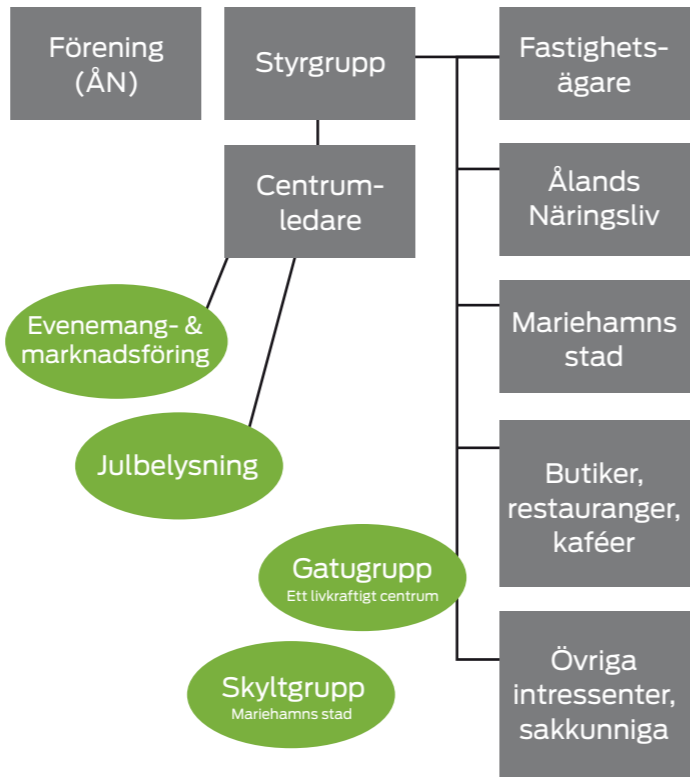 Förening
(ÅN)
Styrgrupp
Fastighets-
ägare
Centrum-
ledare
Ålands
Näringsliv
Evenemang- &
marknadsföring
Mariehamns
stad
Julbelysning
Butiker,
restauranger,
kaféer
Gatugrupp
Ett livkraftigt centrum
Skyltgrupp
Mariehamns stad
Övriga
intressenter,
sakkunniga